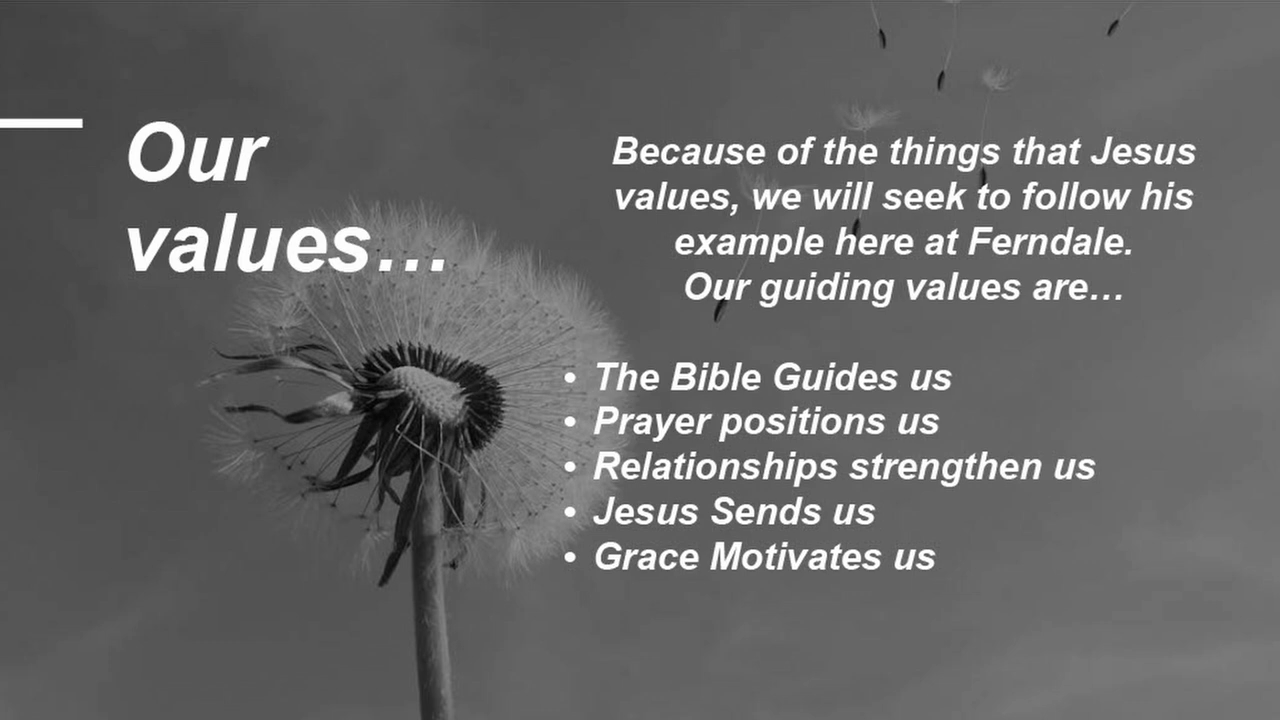 Our
values…
Because of the things that Jesus
values, we will seek to follow his
example here at Ferndale.
Our guiding values are…
• The Bible Guides us
• Prayer positions us
• Relationships strengthen us
• Jesus Sends us
• Grace Motivates us